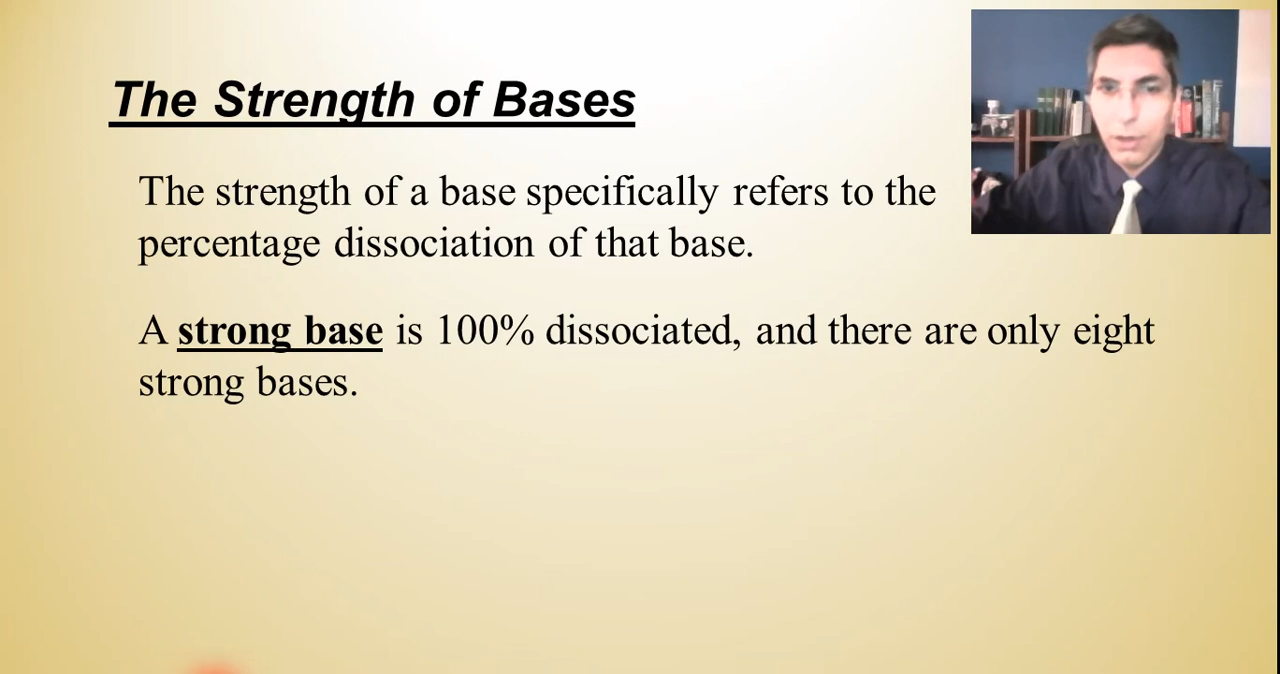 The Strength of Bases
The strength of a base specifically refers to the
percentage dissociation of that base.
A strong base is 100% dissociated, and there are only eight
strong bases.